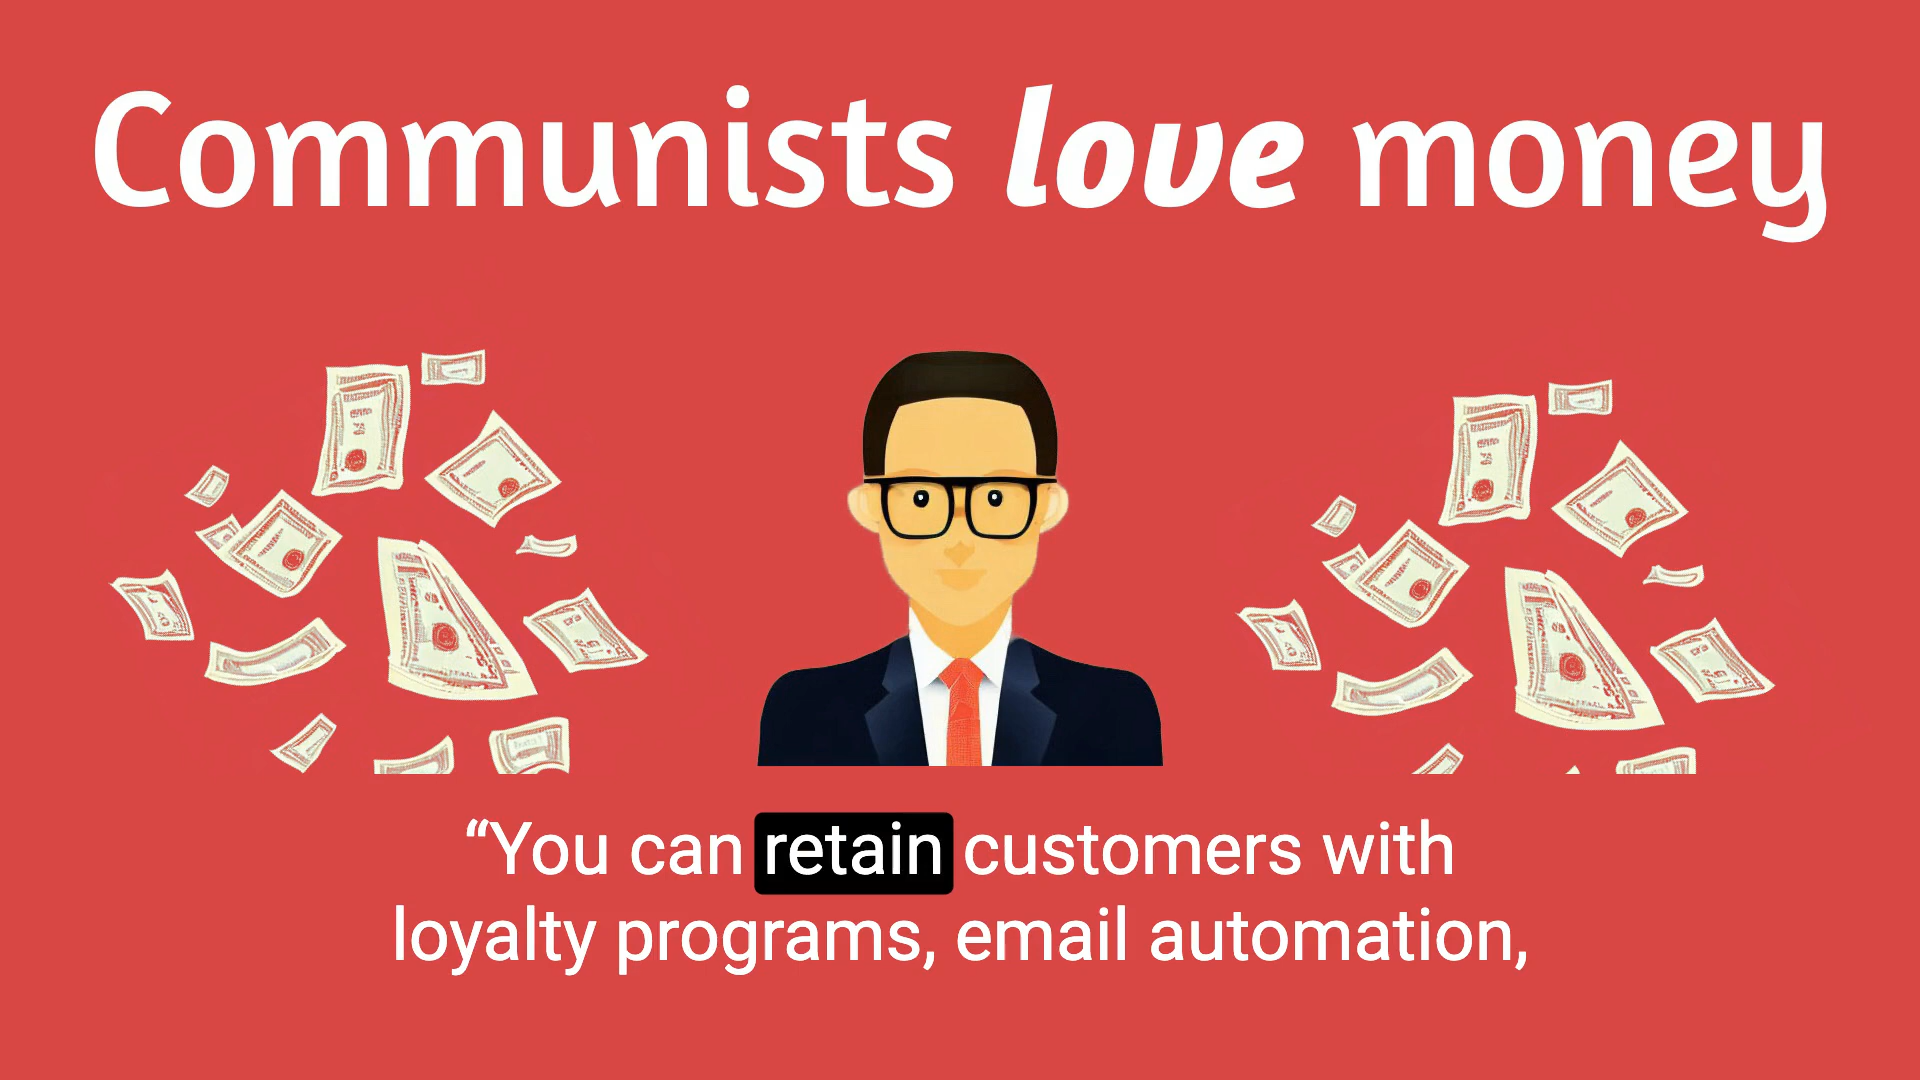 Communists love money
“You can retain customers with
loyalty programs, email automation,